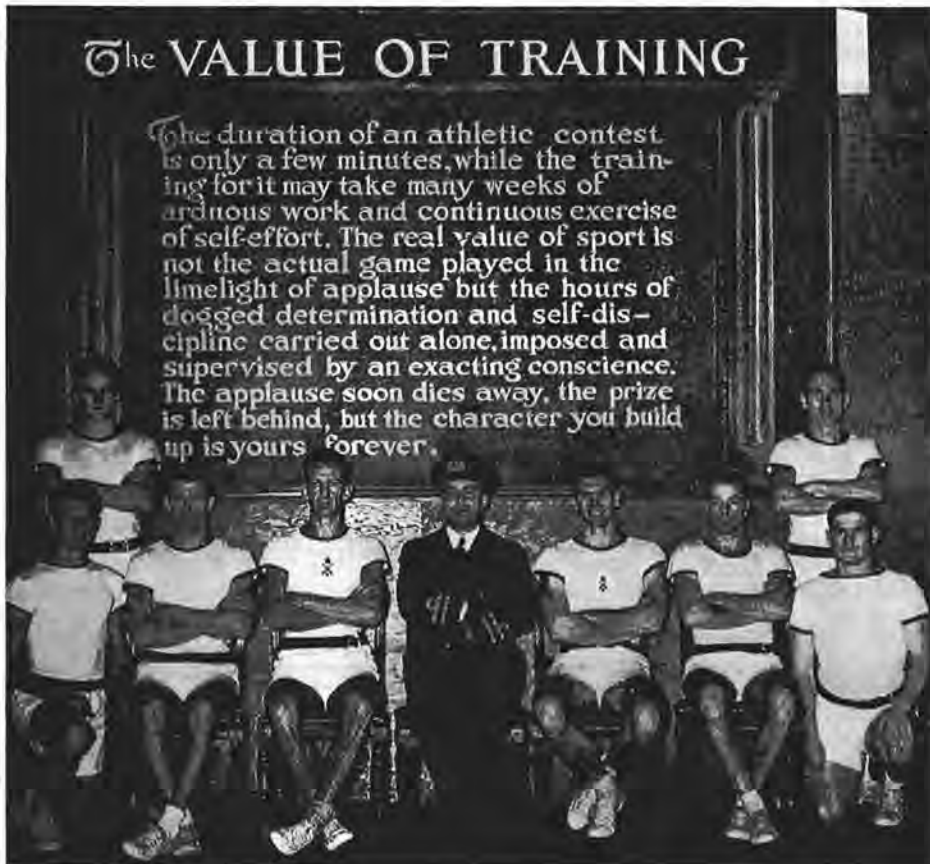 The VALUE OF TRAINING
The duration of an athletic contest
is only a few minutes, while the train-
ing for it may take many weeks of
arduous work and continuous exercise
of self-effort. The real value of sport is
not the actual game played in the
limelight of applause but the hours of
dogged determination and self-dis-
cipline carried out alone, imposed and
supervised by an exacting conscience.
The applause soon dies away, the prize
is left behind, but the character you build
up is yours forever.